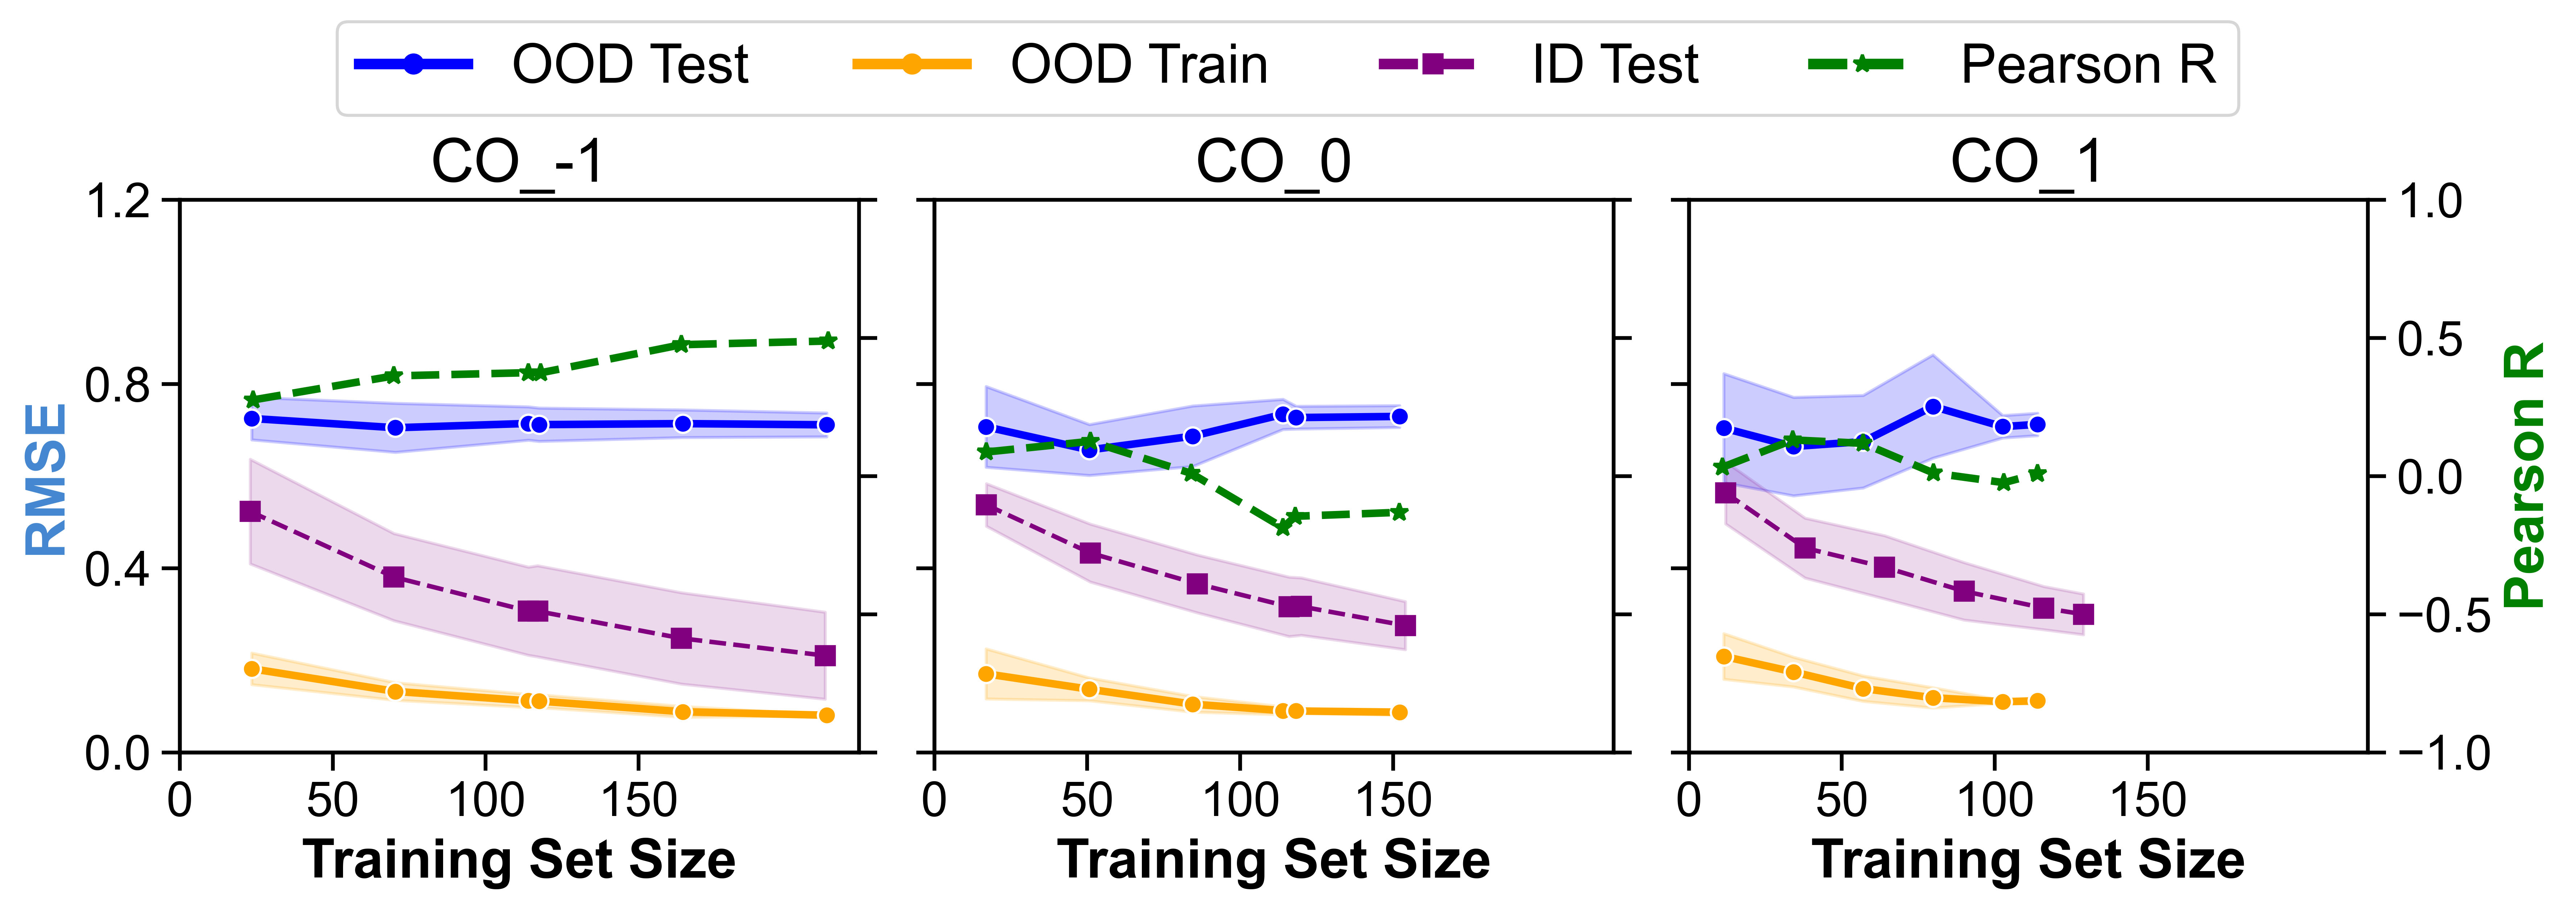 OOD Test OOD Train ID Test Pearson R
CO_-1 CO_0 CO_1
1.2
0.8
0.4
0.0
RMSE
1.0
0.5
0.0
−0.5
−1.0
Pearson R
0 50 100 150 0 50 100 150 0 50 100 150
Training Set Size Training Set Size Training Set Size